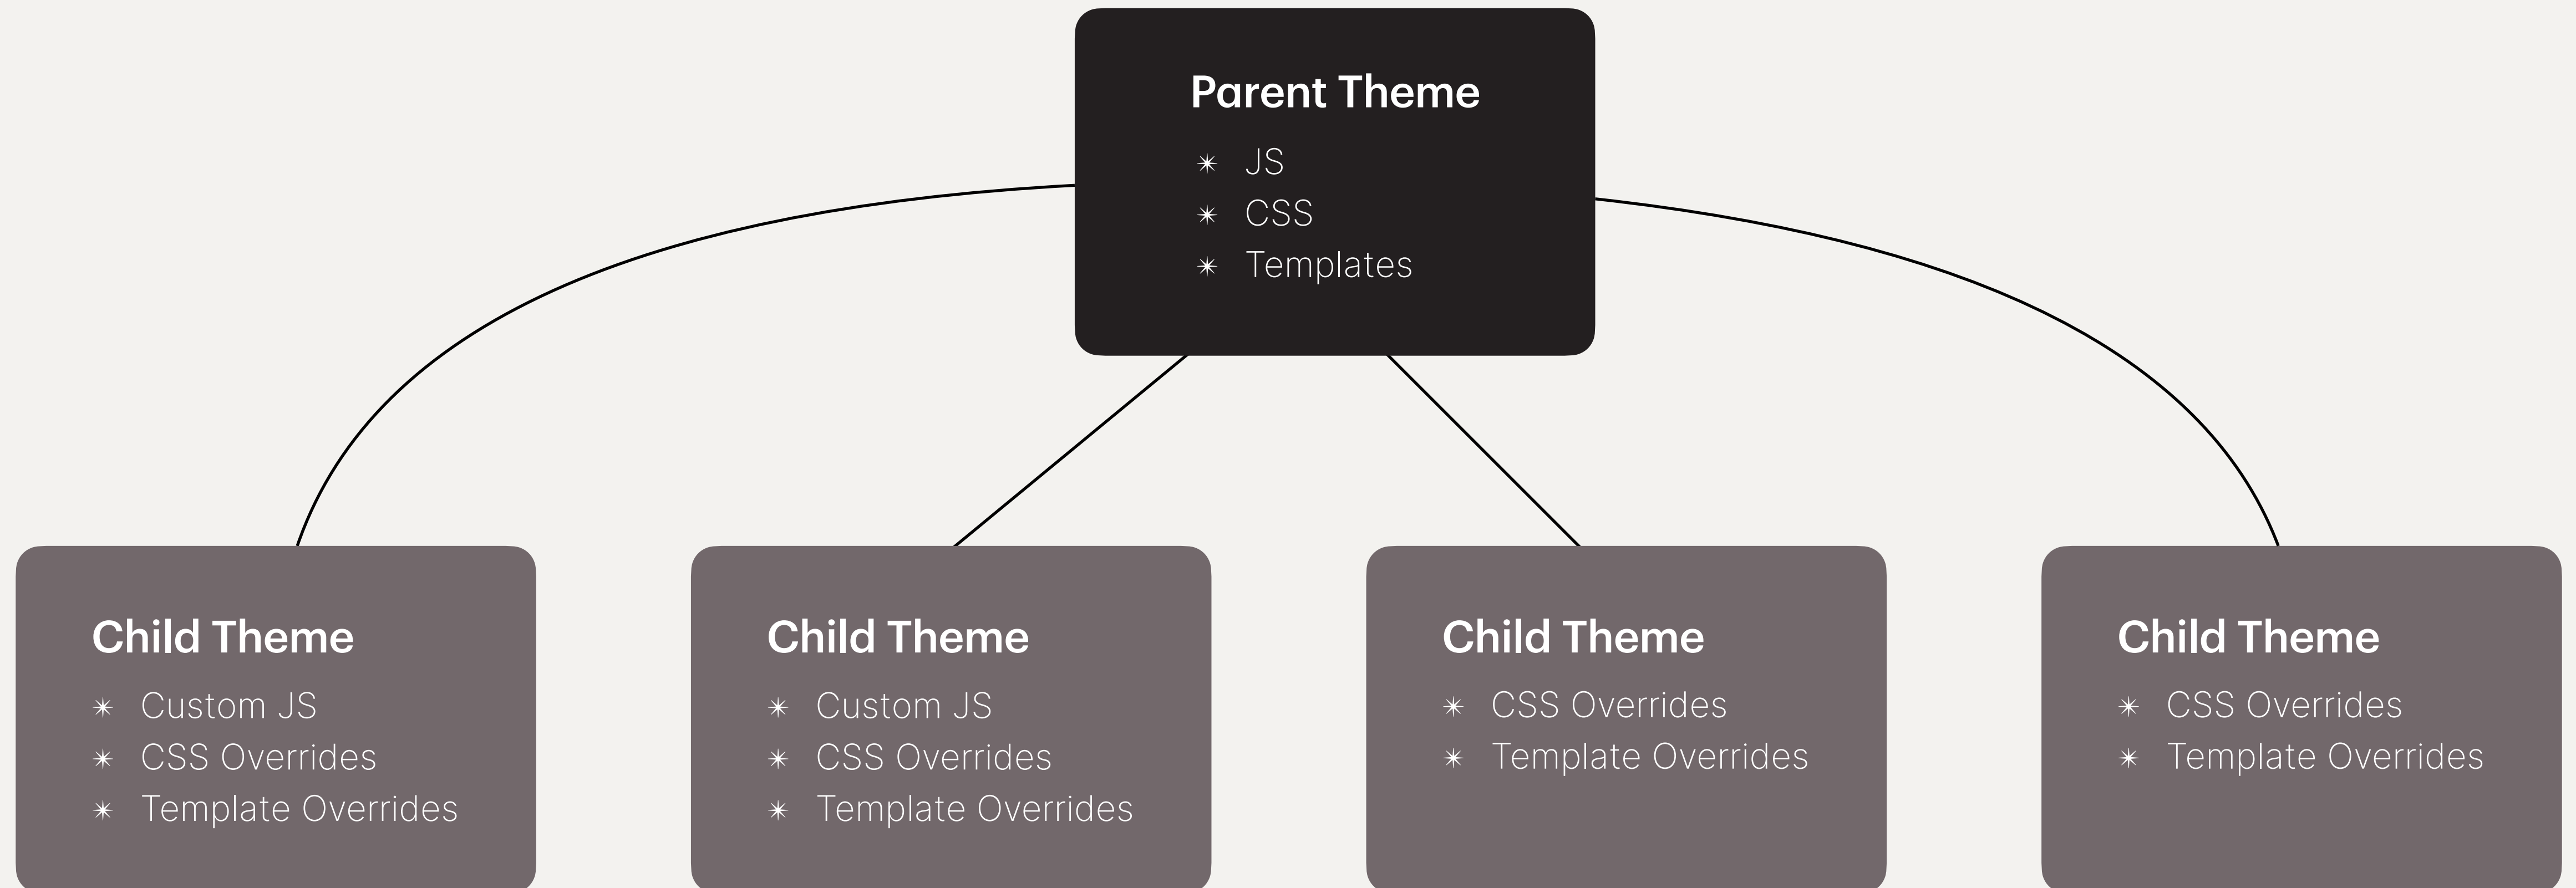 Parent Theme
JS
CSS
Templates
Child Theme
Custom JS
CSS Overrides
Template Overrides
Child Theme
Custom JS
CSS Overrides
Template Overrides
Child Theme
CSS Overrides
Template Overrides
Child Theme
CSS Overrides
Template Overrides